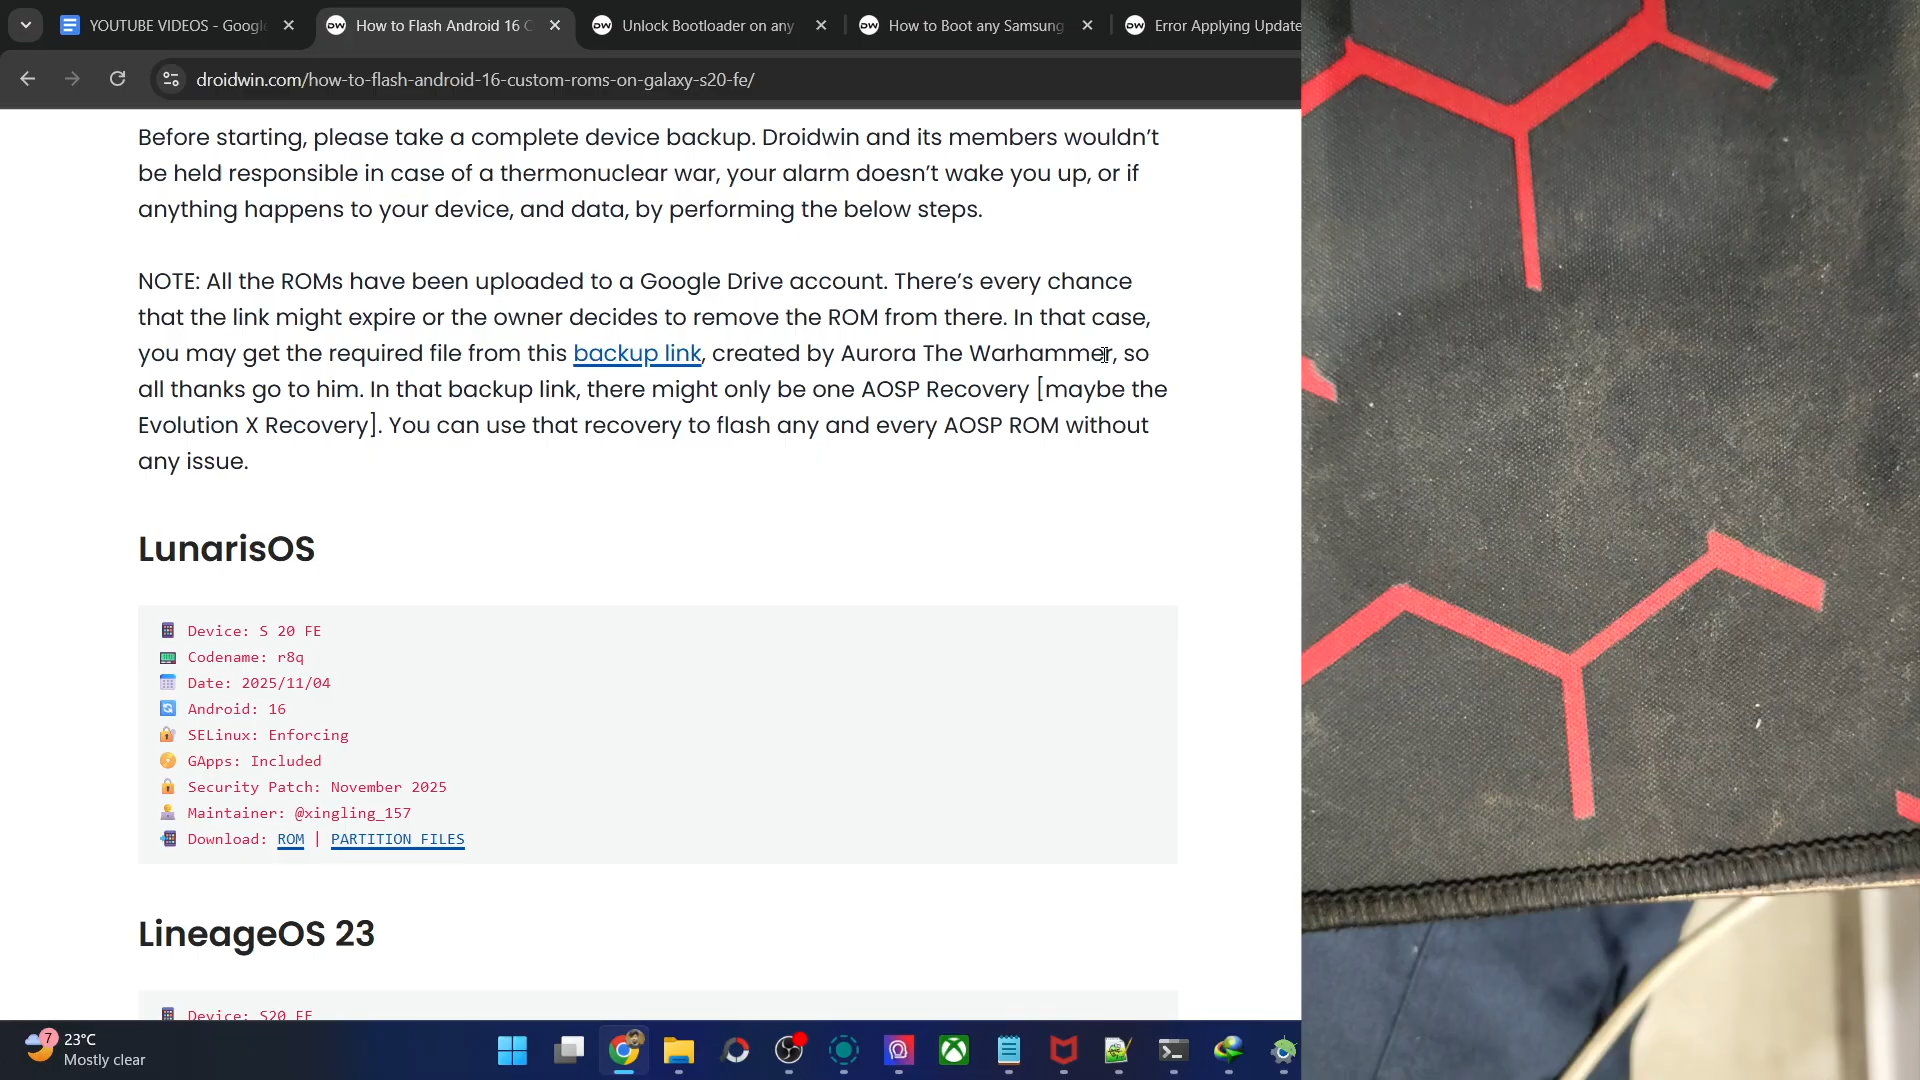 YOUTUBE VIDEOS - Google
How to Flash Android 16 C
Unlock Bootloader on any
How to Boot any Samsung
Error Applying Update
droidwin.com/how-to-flash-android-16-custom-roms-on-galaxy-s20-fe/
Before starting, please take a complete device backup. Droidwin and its members wouldn’t
be held responsible in case of a thermonuclear war, your alarm doesn’t wake you up, or if
anything happens to your device, and data, by performing the below steps.
NOTE: All the ROMs have been uploaded to a Google Drive account. There’s every chance
that the link might expire or the owner decides to remove the ROM from there. In that case,
you may get the required file from this backup link, created by Aurora The Warhammer, so
all thanks go to him. In that backup link, there might only be one AOSP Recovery [maybe the
Evolution X Recovery]. You can use that recovery to flash any and every AOSP ROM without
any issue.
LunarisOS
Device: S 20 FE
Codename: r8q
Date: 2025/11/04
Android: 16
SELinux: Enforcing
GApps: Included
Security Patch: November 2025
Maintainer: @xingling_157
Download: ROM | PARTITION FILES
LineageOS 23
Device: S20 FE
7
23°C
Mostly clear